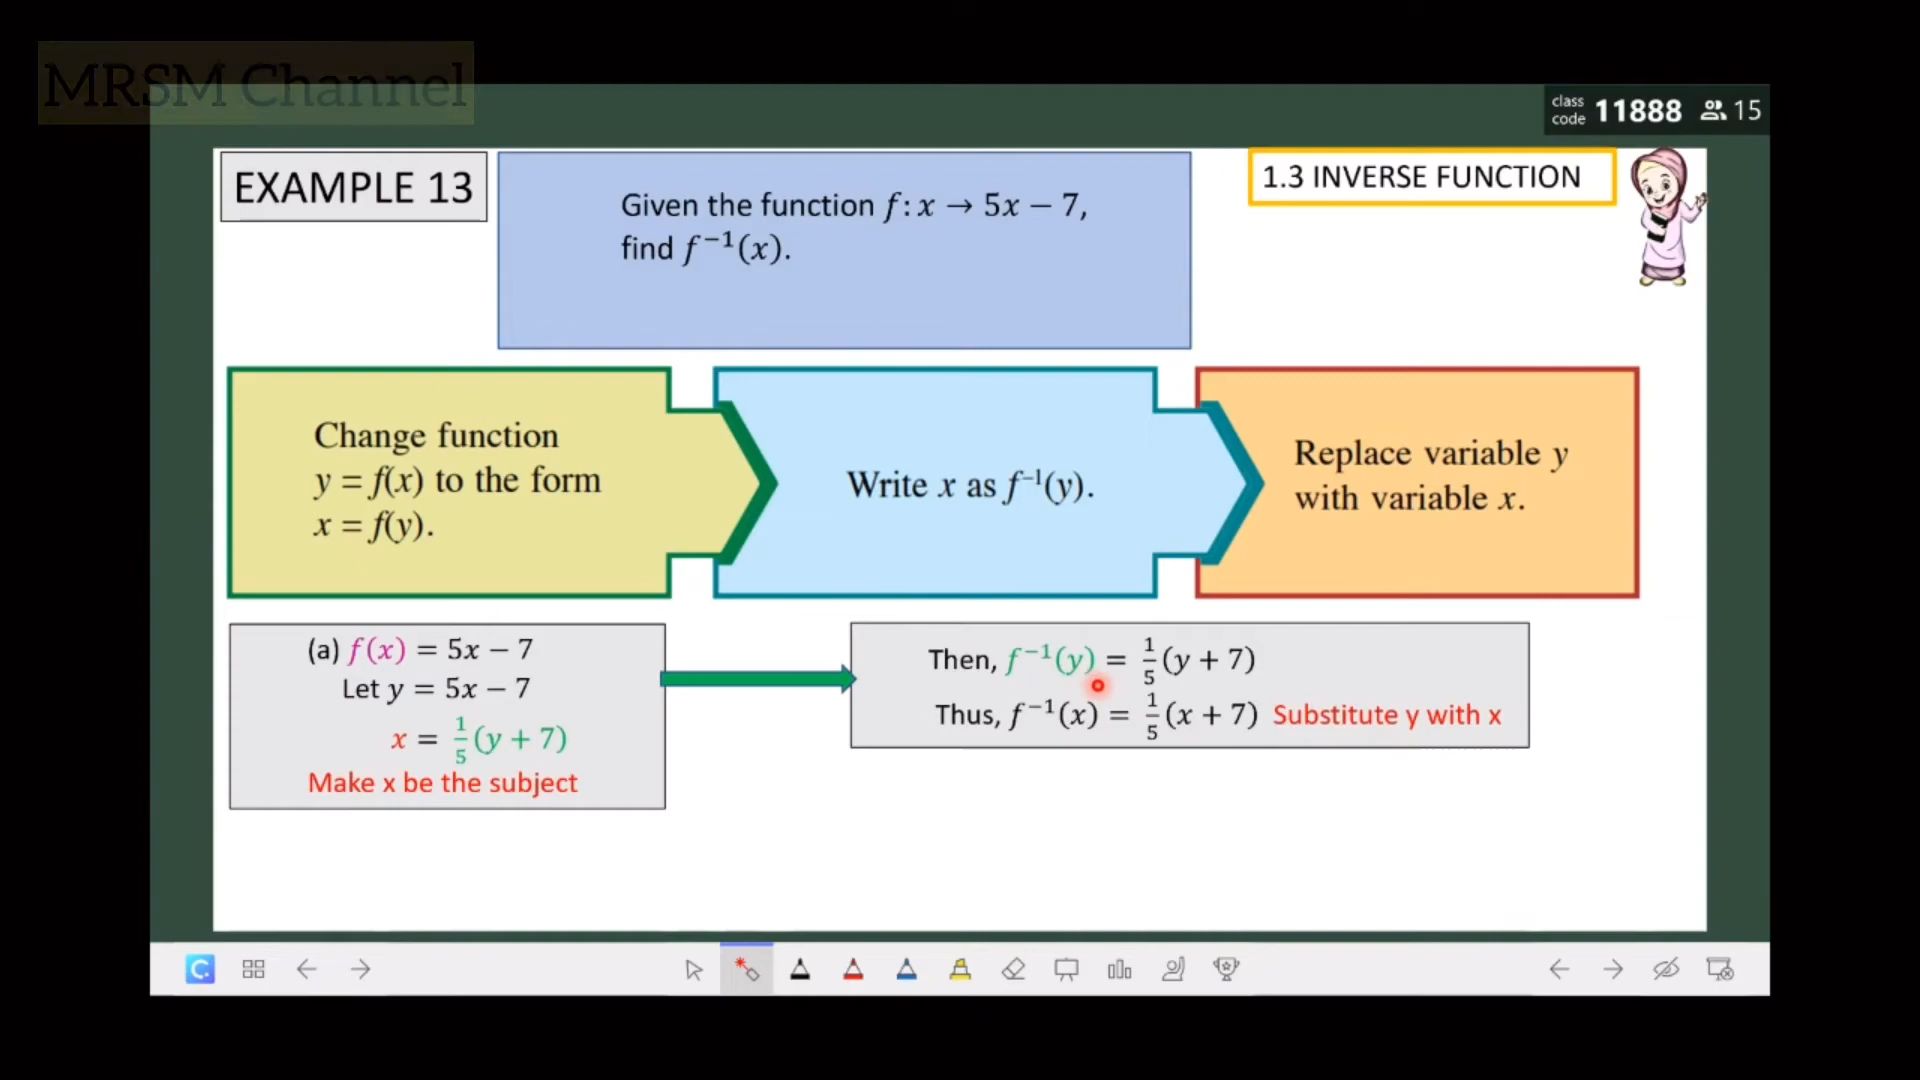 MRSM Channel
class code 11888 15
EXAMPLE 13
Given the function f : x → 5x − 7,
find f⁻¹(x).
1.3 INVERSE FUNCTION
Change function
y = f(x) to the form
x = f(y).
Write x as f⁻¹(y).
Replace variable y
with variable x.
(a) f(x) = 5x − 7
Let y = 5x − 7
x = 1/5 (y + 7)
Make x be the subject
Then, f⁻¹(y) = 1/5 (y + 7)
Thus, f⁻¹(x) = 1/5 (x + 7) Substitute y with x